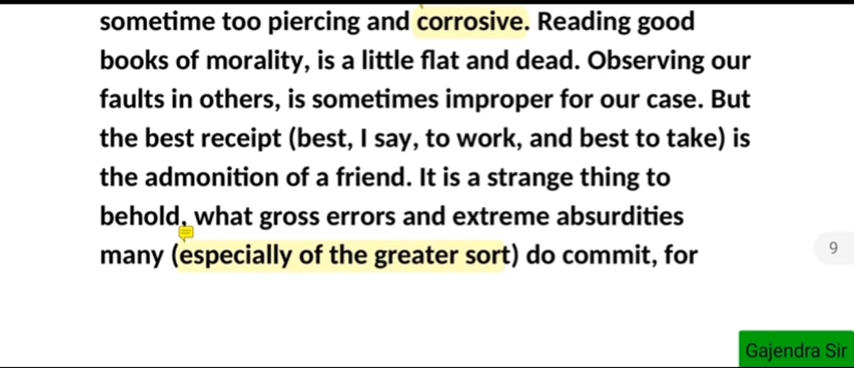 sometime too piercing and corrosive. Reading good
books of morality, is a little flat and dead. Observing our
faults in others, is sometimes improper for our case. But
the best receipt (best, I say, to work, and best to take) is
the admonition of a friend. It is a strange thing to
behold, what gross errors and extreme absurdities
many (especially of the greater sort) do commit, for
9
Gajendra Sir